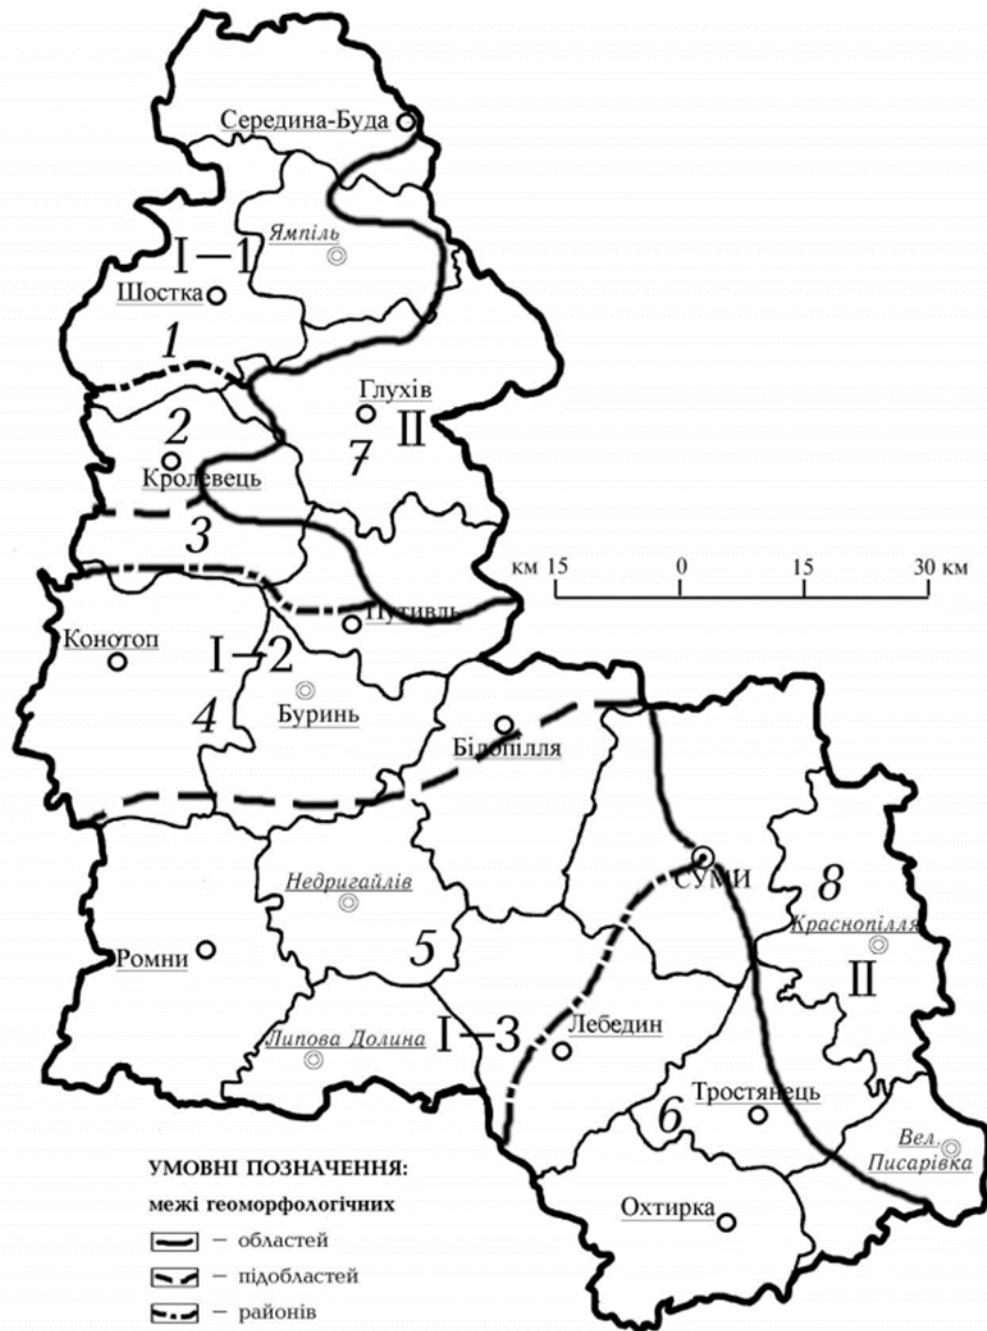 Середина-Буда
Ямпіль
I–1
Шостка
1
Глухів
II
2
7
Кролевець
3
км 15 0 15 30 км
Путивль
Конотоп
I–2
4
Буринь
Білопілля
СУМИ
8
Недригайлів
Краснопілля
5
Ромни
II
Липова Долина
I–3
Лебедин
Тростянець
6
Вел.
Писарівка
Охтирка
УМОВНІ ПОЗНАЧЕННЯ:
межі геоморфологічних
– областей
– підобластей
– районів